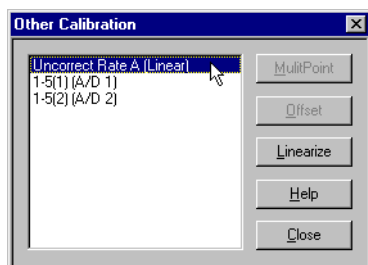 Other Calibration
Uncorrect Rate A (Linear)
1-5(1) (A/D 1)
1-5(2) (A/D 2)
MulitPoint
Offset
Linearize
Help
Close